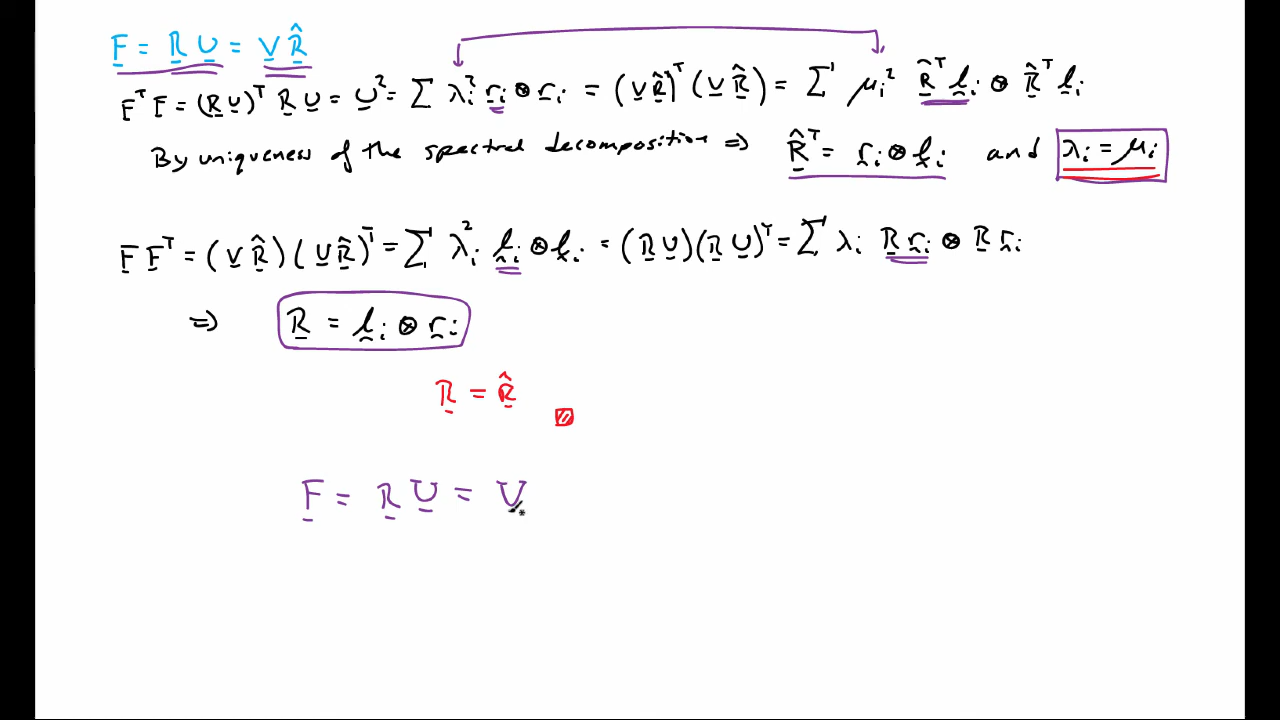 F = R U = V R̂
Fᵀ F = (R U)ᵀ R U = U² = Σ λᵢ² rᵢ ⊗ rᵢ = (V R̂)ᵀ (V R̂) = Σ μᵢ² R̂ᵀ lᵢ ⊗ R̂ᵀ lᵢ
By uniqueness of the spectral decomposition ⇒ R̂ᵀ = rᵢ ⊗ lᵢ and λᵢ = μᵢ
F Fᵀ = (V R̂)(V R̂)ᵀ = Σ λᵢ² lᵢ ⊗ lᵢ = (R U)(R U)ᵀ = Σ λᵢ R rᵢ ⊗ R rᵢ
⇒ R = lᵢ ⊗ rᵢ
R = R̂
F = R U = V